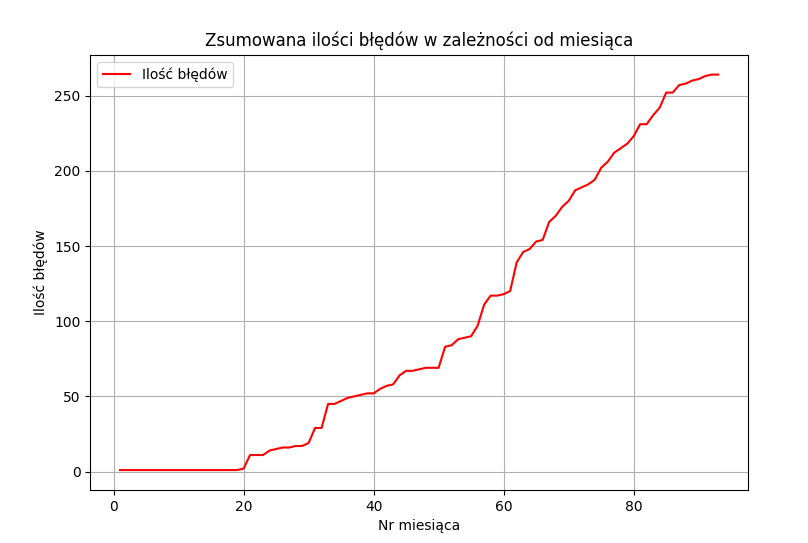 Zsumowana ilości błędów w zależności od miesiąca
Ilość błędów
250
200
150
100
50
0
Ilość błędów
0 20 40 60 80
Nr miesiąca